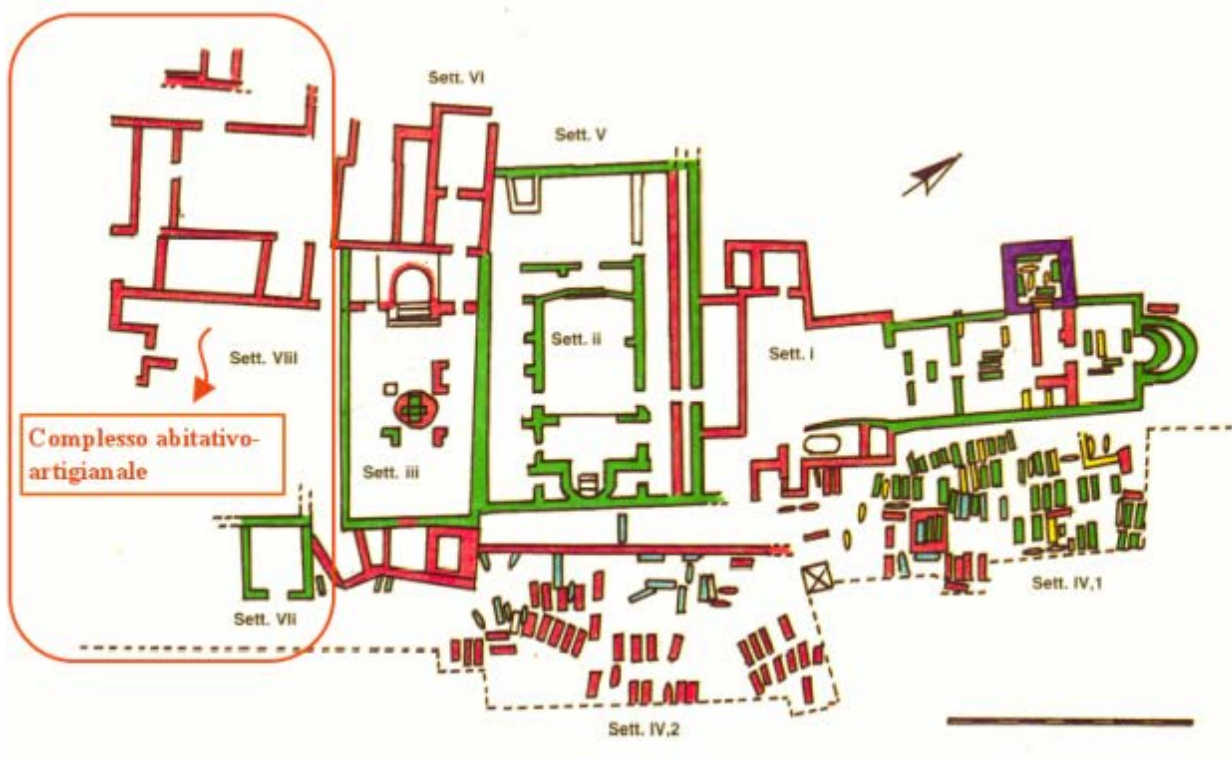 Sett. VI
Sett. V
Sett. ii
Sett. VIiI
Sett. i
Complesso abitativo-
artigianale
Sett. iii
Sett. IV,1
Sett. VIi
Sett. IV,2